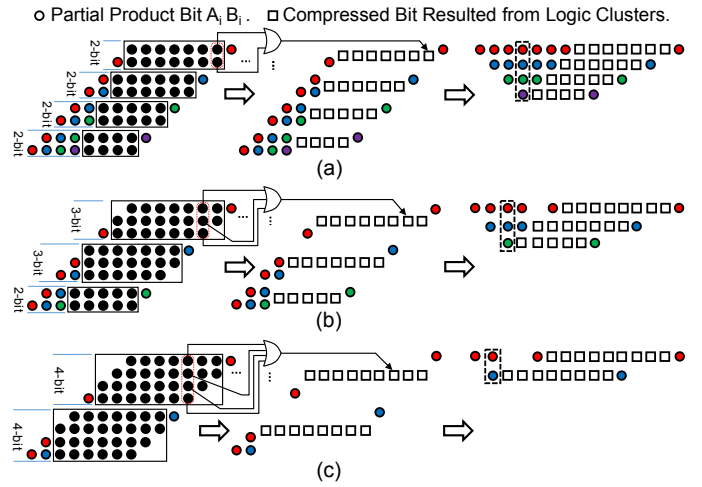 Partial Product Bit AᵢBᵢ. Compressed Bit Resulted from Logic Clusters.
2-bit
2-bit
2-bit
2-bit
...
...
(a)
3-bit
3-bit
2-bit
...
...
(b)
4-bit
4-bit
...
...
(c)